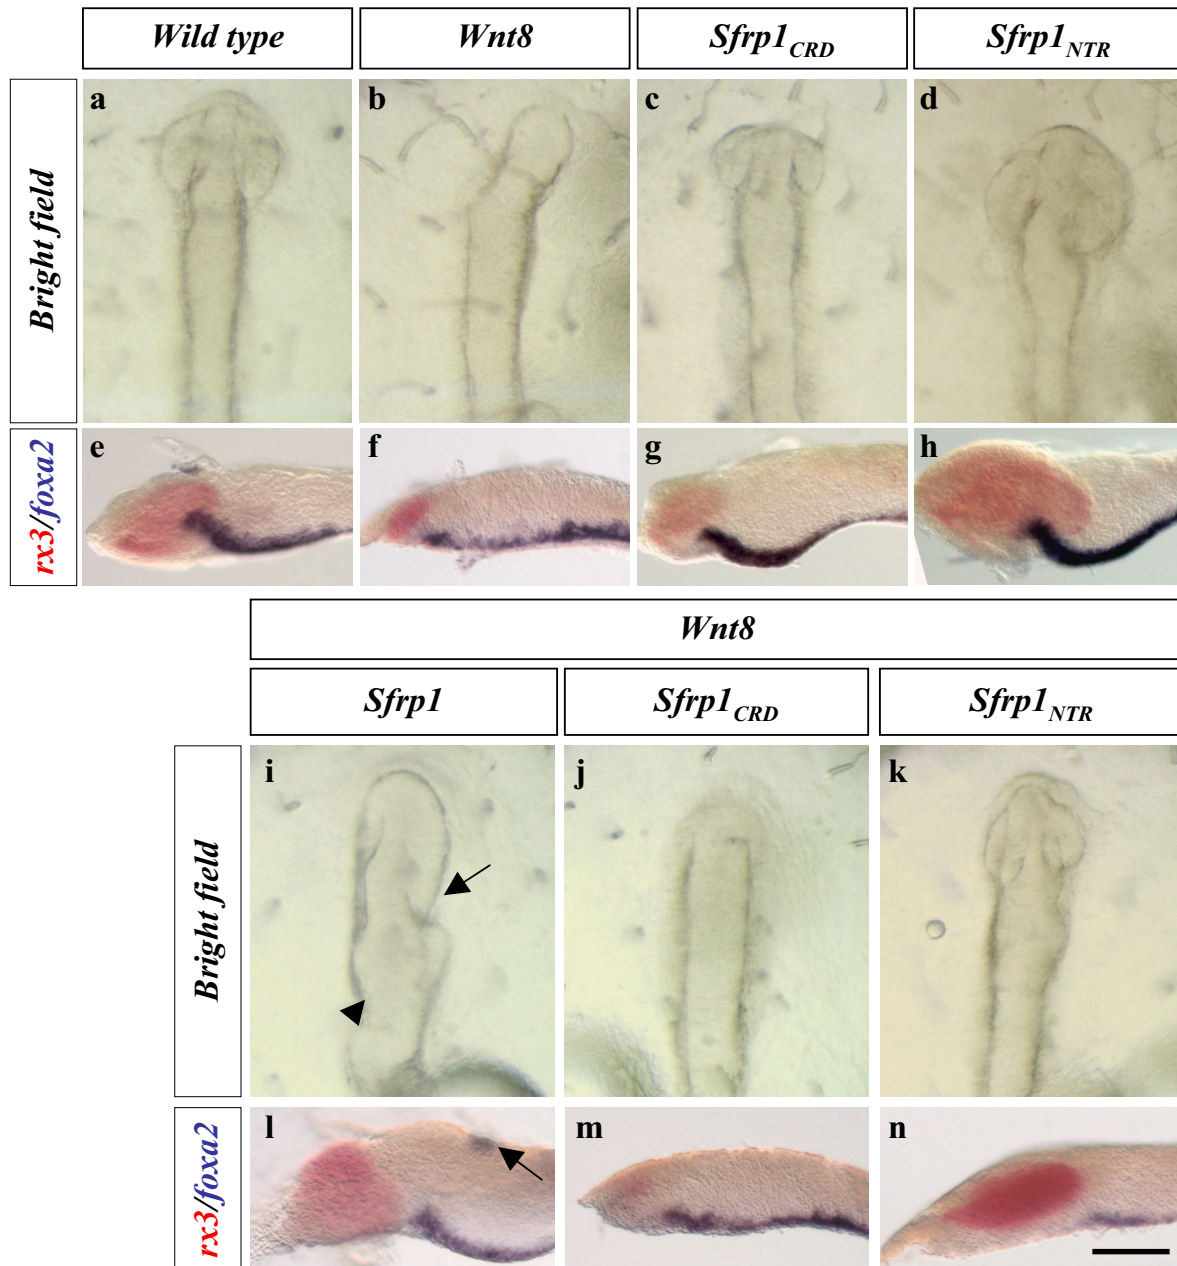 Wild type
Wnt8
Sfrp1CRD
Sfrp1NTR
Bright field
a
b
c
d
rx3/foxa2
e
f
g
h
Wnt8
Sfrp1
Sfrp1CRD
Sfrp1NTR
Bright field
i
j
k
rx3/foxa2
l
m
n